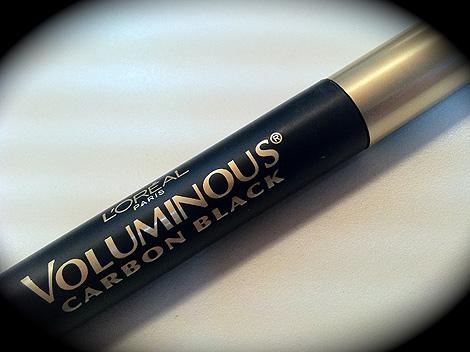 L'ORÉAL
PARIS
VOLUMINOUS®
CARBON BLACK